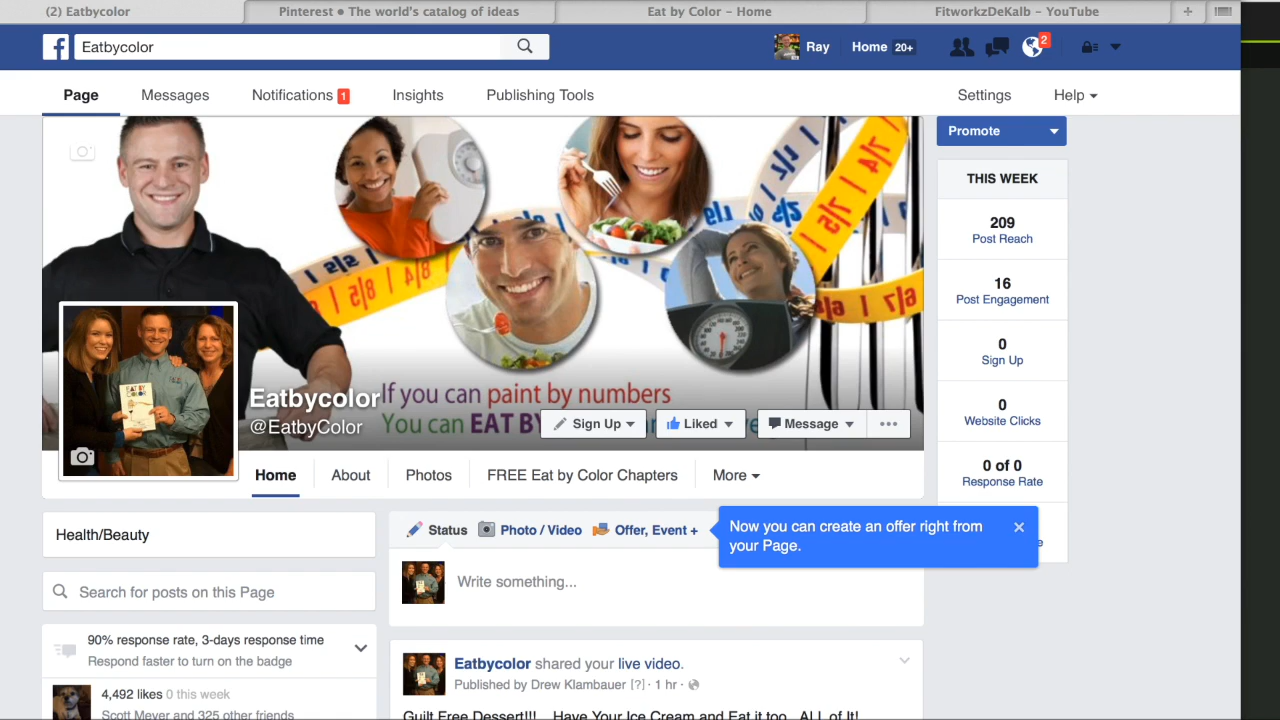 (2) Eatbycolor
Pinterest • The world's catalog of ideas
Eat by Color – Home
FitworkzDeKalb – YouTube
+
f
Eatbycolor
Ray
Home 20+
2
Page
Messages
Notifications 1
Insights
Publishing Tools
Settings
Help
Promote
THIS WEEK
209
Post Reach
16
Post Engagement
0
Sign Up
0
Website Clicks
0 of 0
Response Rate
If you can paint by numbers
You can EAT BY
EAT BY
COLOR
Eatbycolor
@EatbyColor
Sign Up
Liked
Message
•••
Home
About
Photos
FREE Eat by Color Chapters
More
Health/Beauty
Search for posts on this Page
90% response rate, 3-days response time
Respond faster to turn on the badge
4,492 likes 0 this week
Scott Meyer and 325 other friends
Status
Photo / Video
Offer, Event +
Now you can create an offer right from
your Page.
×
Write something...
Eatbycolor shared your live video.
Published by Drew Klambauer [?] · 1 hr ·
Guilt Free Dessert!!! Have Your Ice Cream and Eat it too. ALL of It!